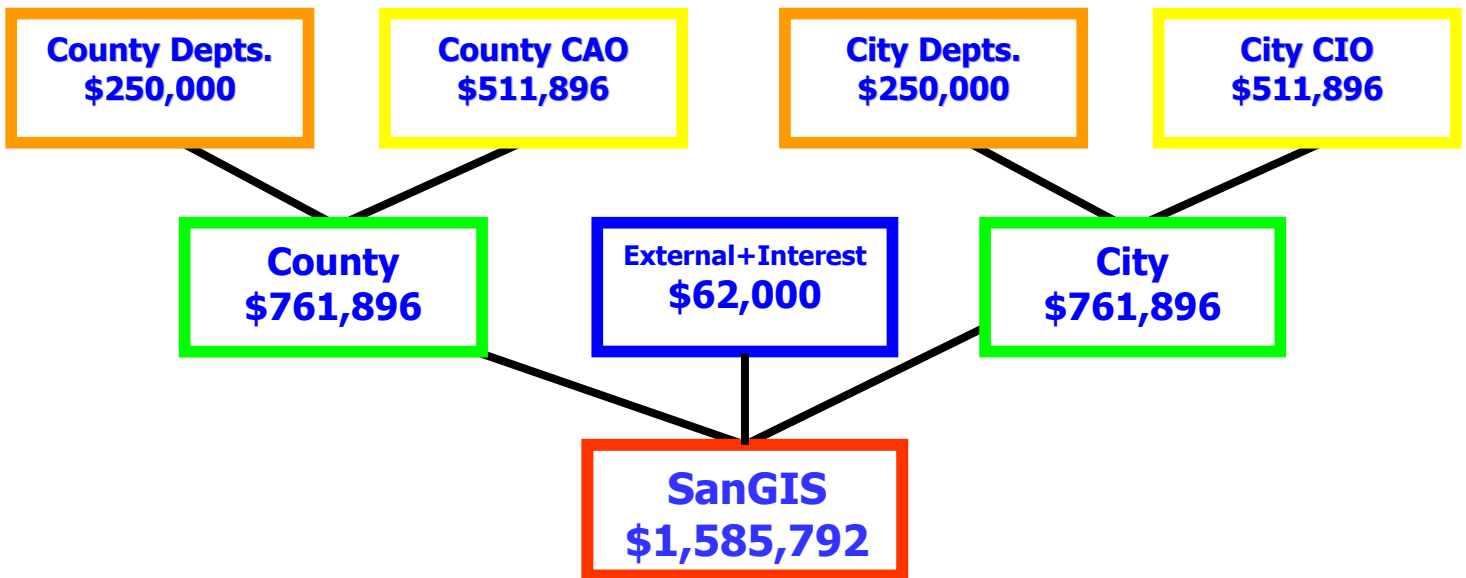 County Depts.
$250,000
County CAO
$511,896
City Depts.
$250,000
City CIO
$511,896
County
$761,896
External+Interest
$62,000
City
$761,896
SanGIS
$1,585,792